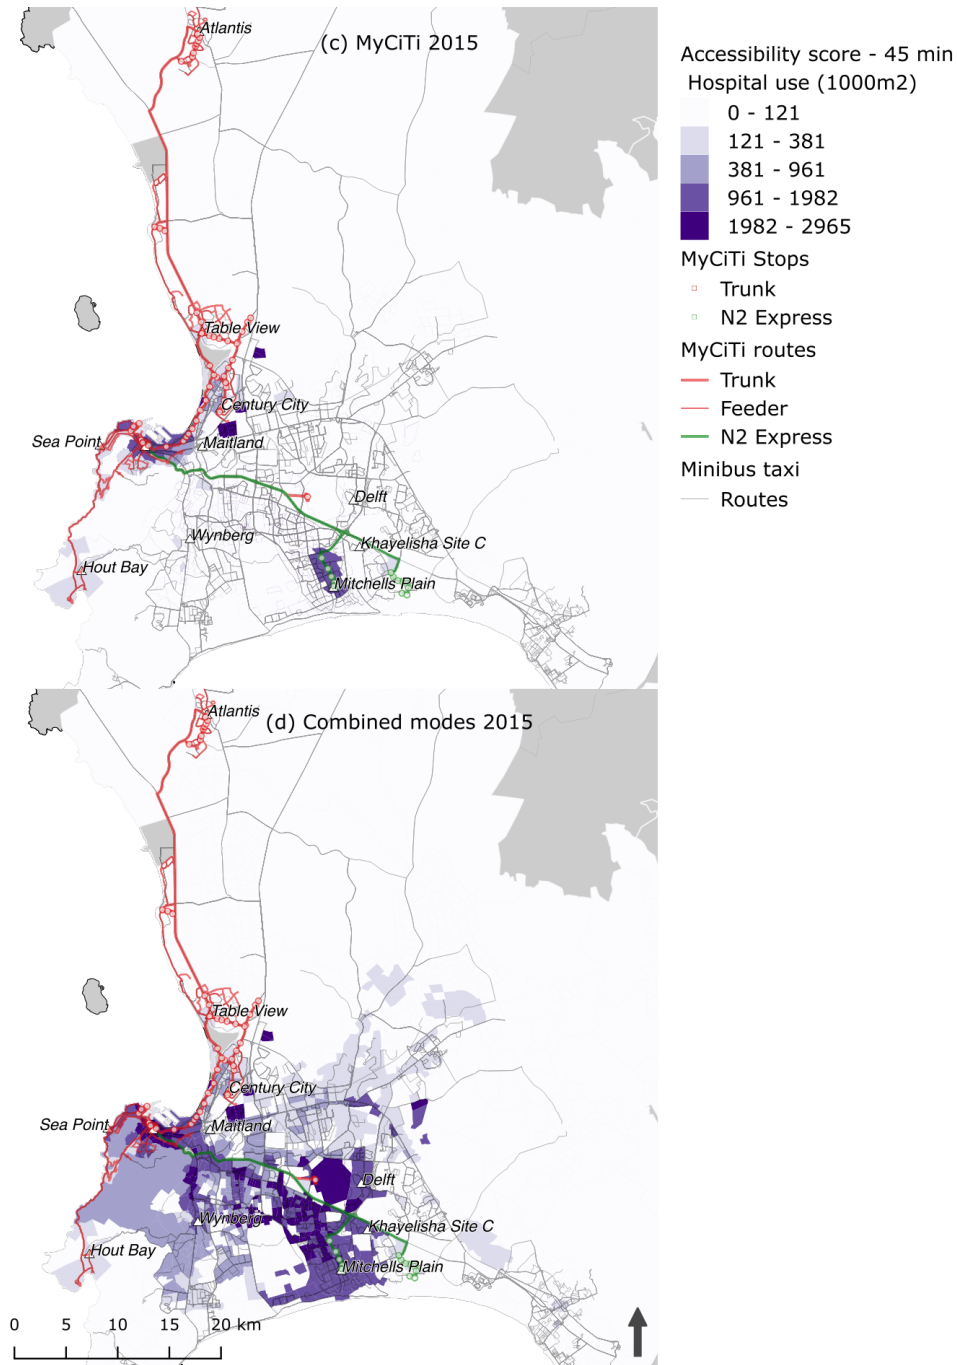 Atlantis
(c) MyCiTi 2015
Table View
Century City
Sea Point
Maitland
Delft
Wynberg
Khayelisha Site C
Hout Bay
Mitchells Plain
Accessibility score - 45 min
Hospital use (1000m2)
0 - 121
121 - 381
381 - 961
961 - 1982
1982 - 2965
MyCiTi Stops
Trunk
N2 Express
MyCiTi routes
Trunk
Feeder
N2 Express
Minibus taxi
Routes
Atlantis
(d) Combined modes 2015
Table View
Century City
Sea Point
Maitland
Delft
Wynberg
Khayelisha Site C
Hout Bay
Mitchells Plain
0 5 10 15 20 km